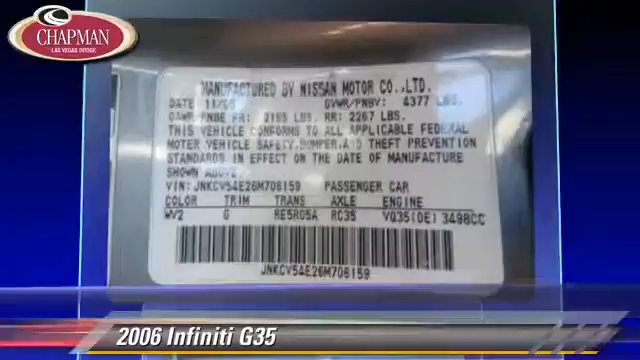 CHAPMAN
LAS VEGAS DODGE
MANUFACTURED BY NISSAN MOTOR CO.,LTD.
DATE 11/05 GVWR/PNBV: 4377 LBS.
GAWR/PNBE FR: 2165 LBS. RR: 2267 LBS.
THIS VEHICLE CONFORMS TO ALL APPLICABLE FEDERAL
MOTOR VEHICLE SAFETY,BUMPER,AND THEFT PREVENTION
STANDARDS IN EFFECT ON THE DATE OF MANUFACTURE
SHOWN ABOVE.
VIN: JNKCV54E26M706159 PASSENGER CAR
COLOR TRIM TRANS AXLE ENGINE
WV2 G RE5R05A RC35 VQ35(DE) 3498CC
JNKCV54E26M706159
2006 Infiniti G35